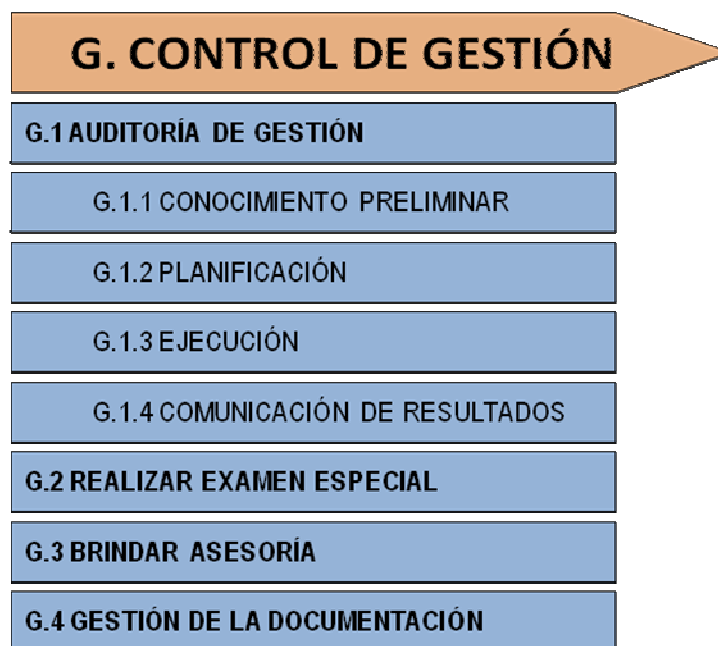 G. CONTROL DE GESTIÓN
G.1 AUDITORÍA DE GESTIÓN
G.1.1 CONOCIMIENTO PRELIMINAR
G.1.2 PLANIFICACIÓN
G.1.3 EJECUCIÓN
G.1.4 COMUNICACIÓN DE RESULTADOS
G.2 REALIZAR EXAMEN ESPECIAL
G.3 BRINDAR ASESORÍA
G.4 GESTIÓN DE LA DOCUMENTACIÓN